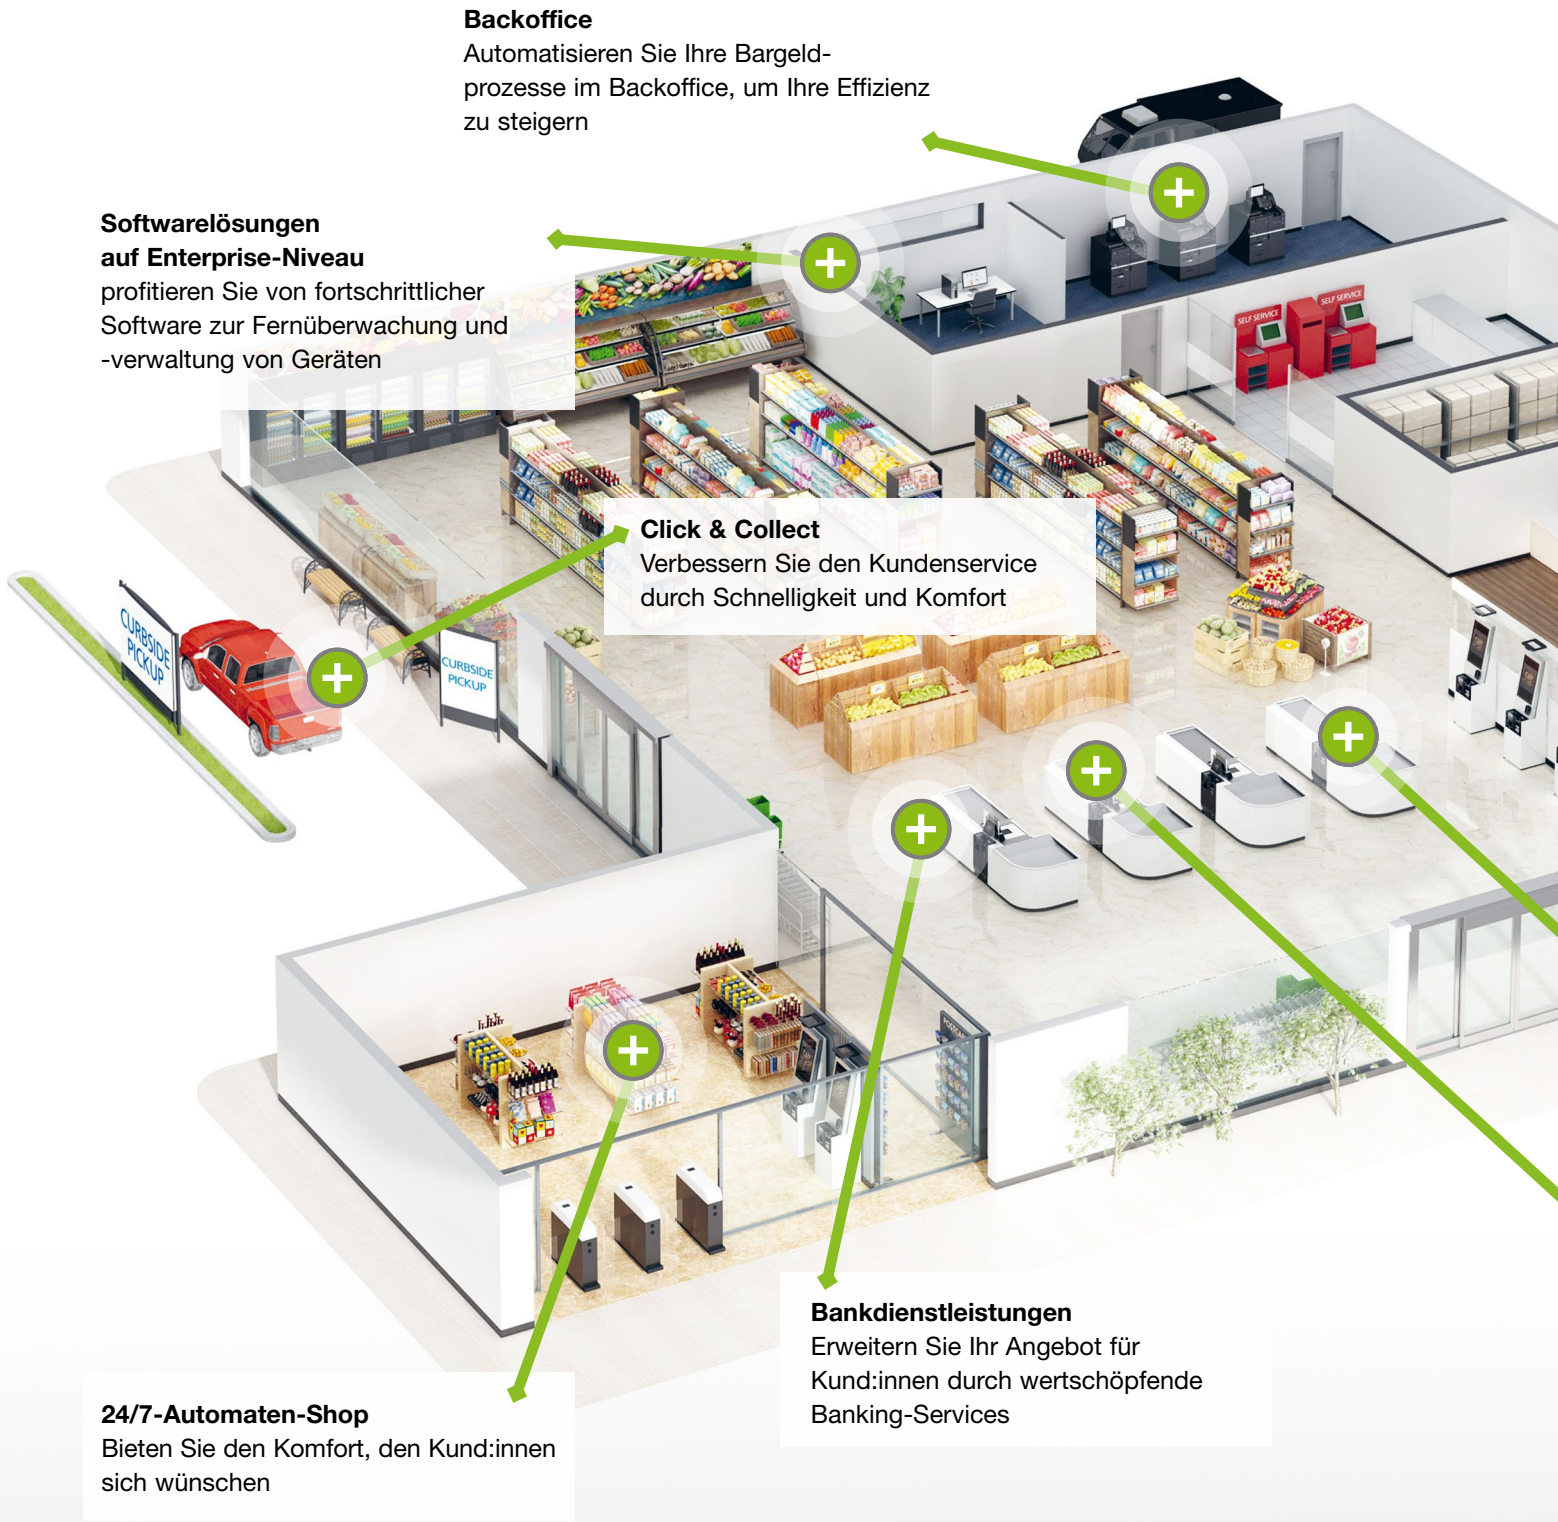 Backoffice
Automatisieren Sie Ihre Bargeld-
prozesse im Backoffice, um Ihre Effizienz
zu steigern
Softwarelösungen
auf Enterprise-Niveau
profitieren Sie von fortschrittlicher
Software zur Fernüberwachung und
-verwaltung von Geräten
SELF SERVICE
SELF SERVICE
Click & Collect
Verbessern Sie den Kundenservice
durch Schnelligkeit und Komfort
CURBSIDE
PICKUP
CURBSIDE
PICKUP
Bankdienstleistungen
Erweitern Sie Ihr Angebot für
Kund:innen durch wertschöpfende
Banking-Services
24/7-Automaten-Shop
Bieten Sie den Komfort, den Kund:innen
sich wünschen